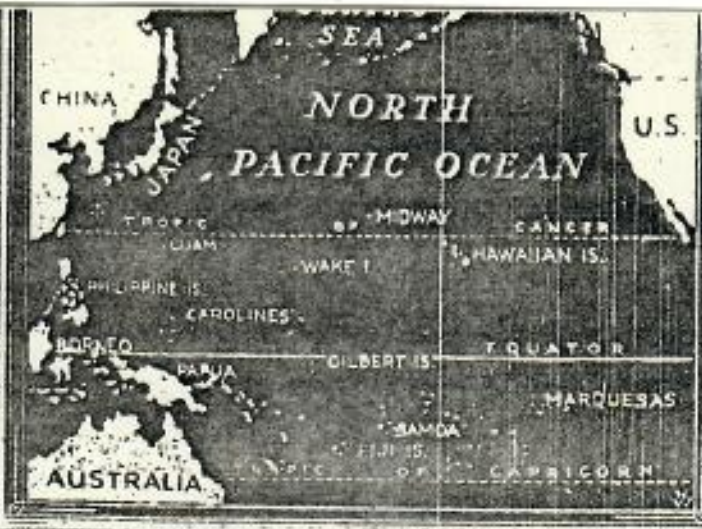 SEA
CHINA
NORTH
U.S.
JAPAN
PACIFIC OCEAN
MIDWAY
TROPIC OF CANCER
GUAM
HAWAIIAN IS.
WAKE I.
PHILIPPINE IS.
CAROLINES
BORNEO
EQUATOR
GILBERT IS.
PAPUA
MARQUESAS
SAMOA
FIJI IS.
TROPIC OF CAPRICORN
AUSTRALIA